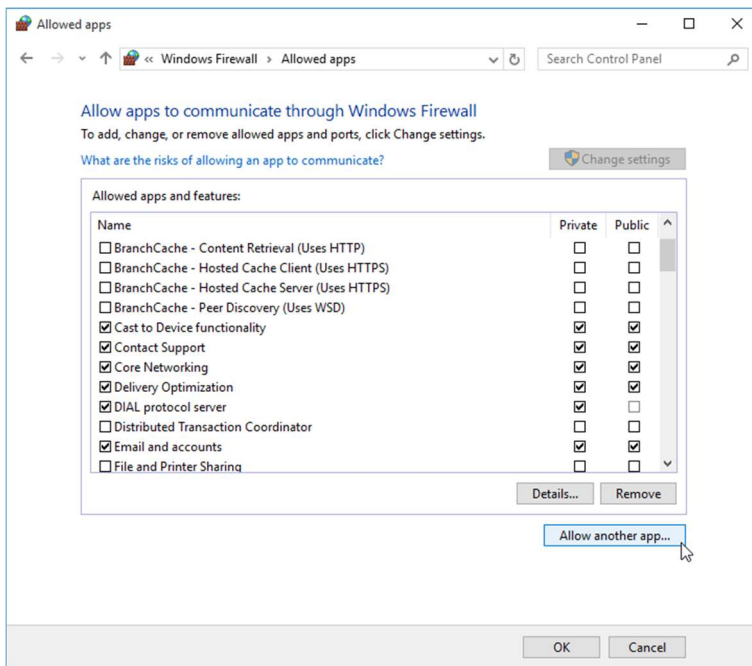 Allowed apps
« Windows Firewall > Allowed apps
Search Control Panel
Allow apps to communicate through Windows Firewall
To add, change, or remove allowed apps and ports, click Change settings.
What are the risks of allowing an app to communicate?
Change settings
Allowed apps and features:
Name Private Public
BranchCache - Content Retrieval (Uses HTTP)
BranchCache - Hosted Cache Client (Uses HTTPS)
BranchCache - Hosted Cache Server (Uses HTTPS)
BranchCache - Peer Discovery (Uses WSD)
Cast to Device functionality
Contact Support
Core Networking
Delivery Optimization
DIAL protocol server
Distributed Transaction Coordinator
Email and accounts
File and Printer Sharing
Details... Remove
Allow another app...
OK Cancel